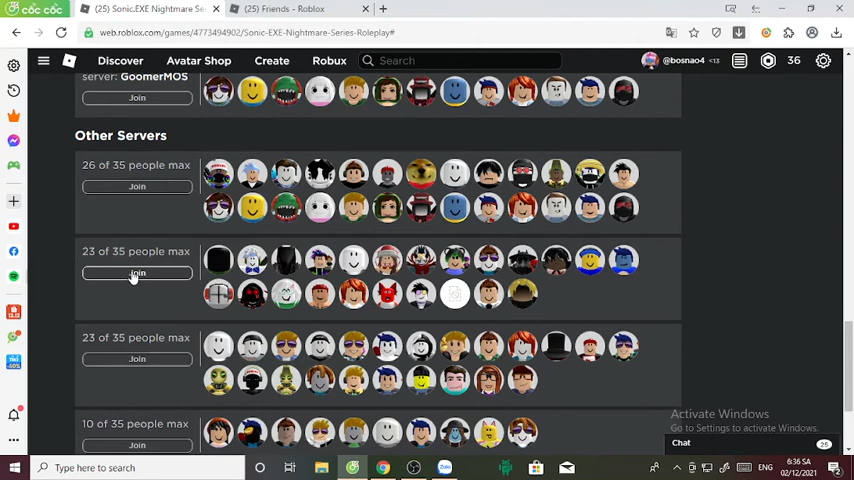 CỐC CỐC
(25) Sonic.EXE Nightmare Se
(25) Friends - Roblox
web.roblox.com/games/4773494902/Sonic-EXE-Nightmare-Series-Roleplay#
Discover
Avatar Shop
Create
Robux
Search
@bosnao4
<13
36
server: GoomerMOS
Join
Other Servers
26 of 35 people max
Join
23 of 35 people max
Join
23 of 35 people max
Join
10 of 35 people max
Join
Activate Windows
Go to Settings to activate Windows.
Chat
25
Type here to search
ENG
6:36 SA
02/12/2021
2